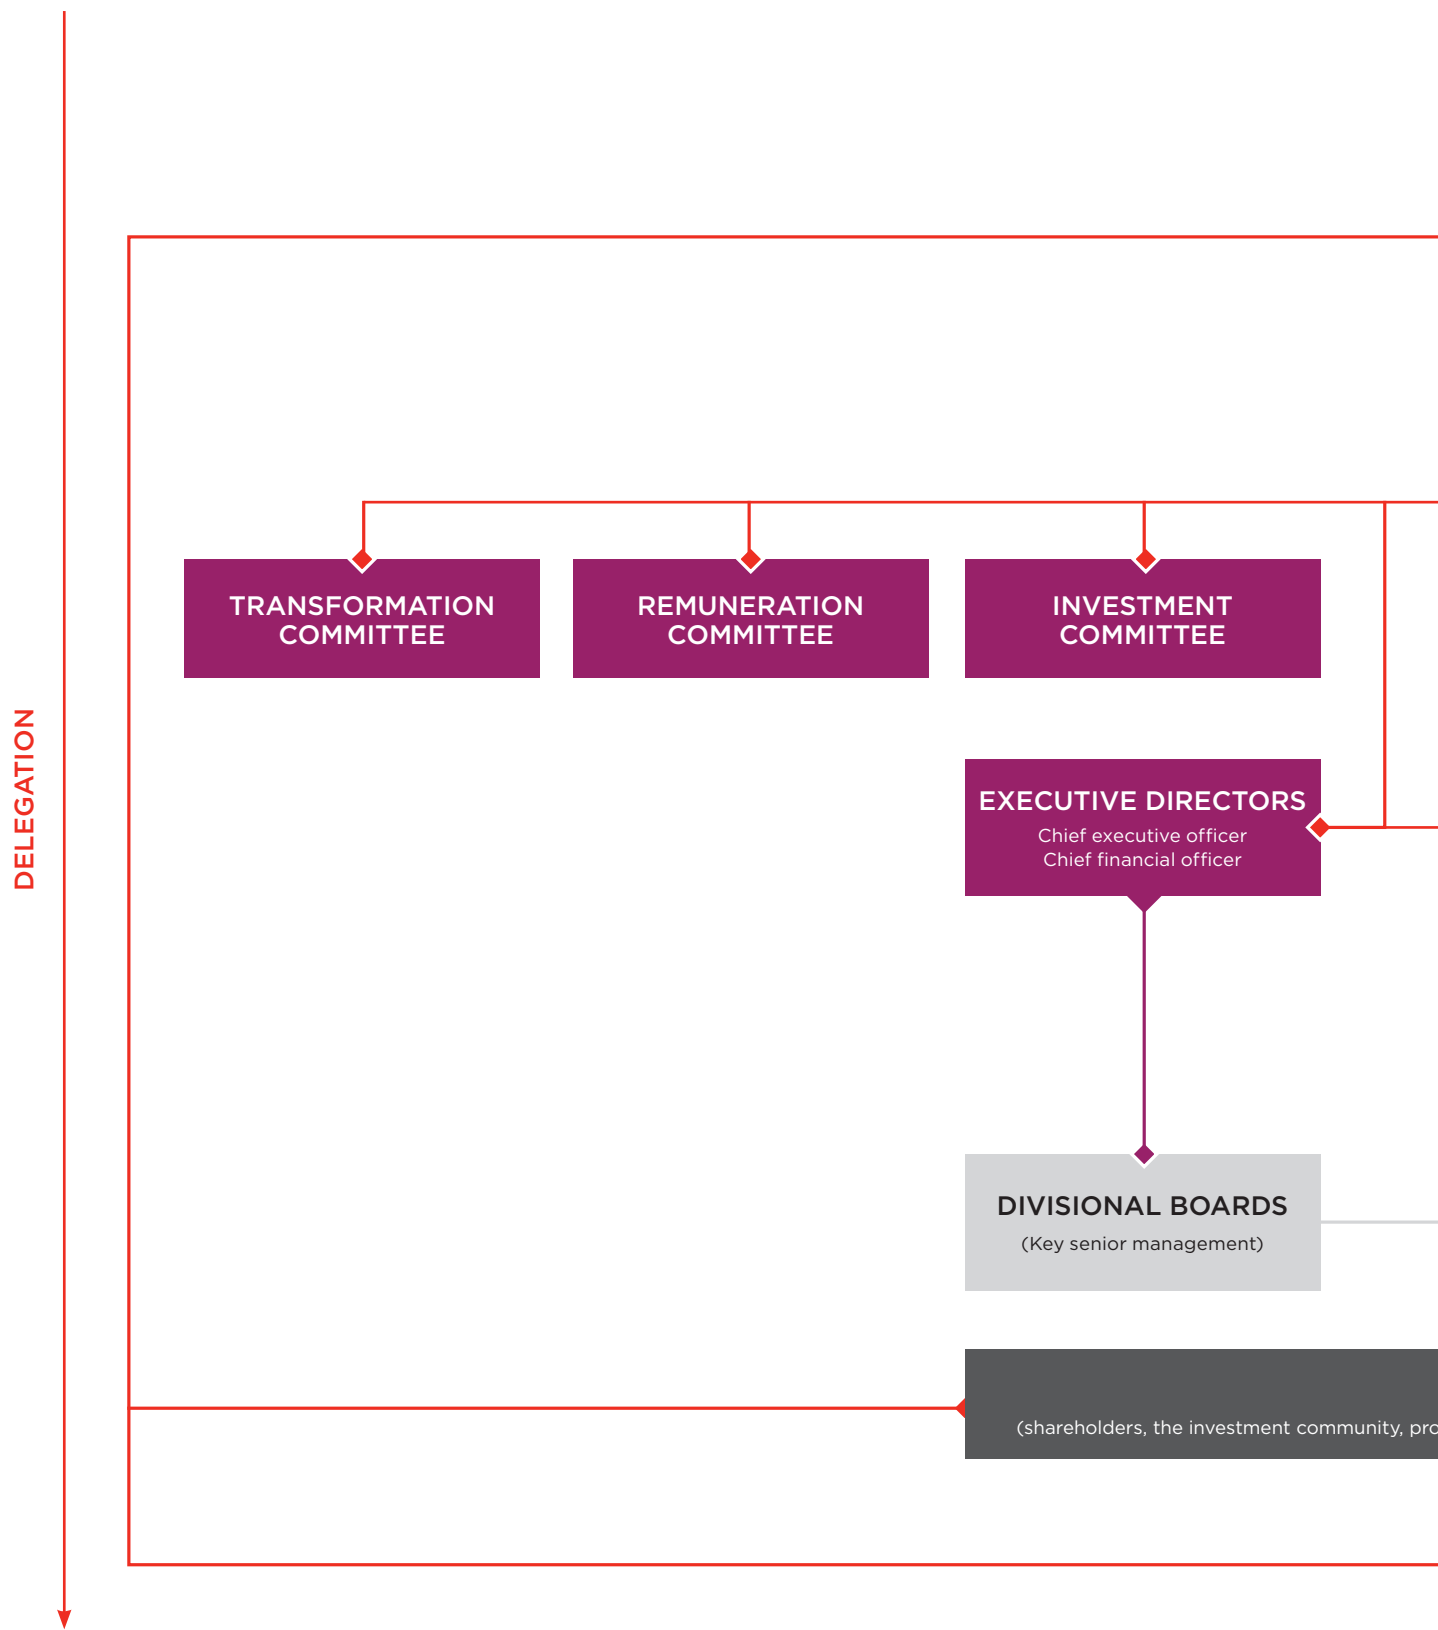 DELEGATION
TRANSFORMATION
COMMITTEE
REMUNERATION
COMMITTEE
INVESTMENT
COMMITTEE
EXECUTIVE DIRECTORS
Chief executive officer
Chief financial officer
DIVISIONAL BOARDS
(Key senior management)
(shareholders, the investment community,